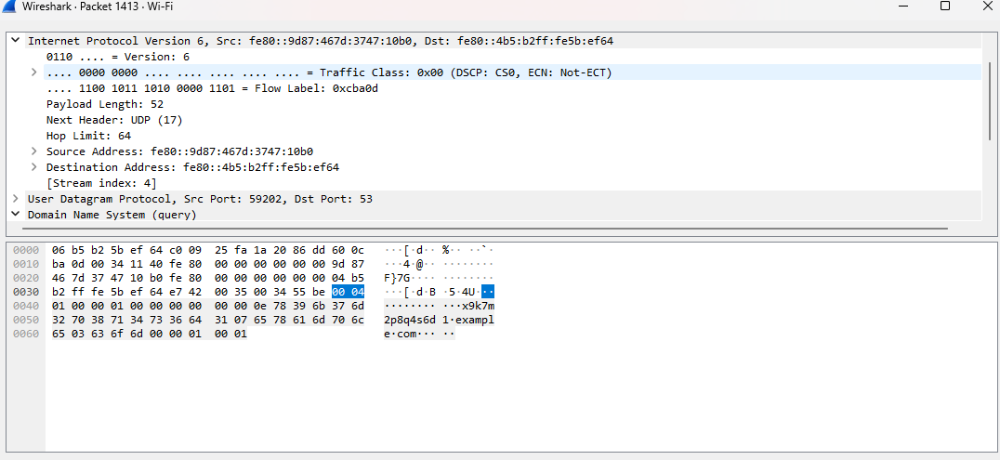 Wireshark · Packet 1413 · Wi-Fi
Internet Protocol Version 6, Src: fe80::9d87:467d:3747:10b0, Dst: fe80::4b5:b2ff:fe5b:ef64
0110 .... = Version: 6
.... 0000 0000 .... .... .... .... .... = Traffic Class: 0x00 (DSCP: CS0, ECN: Not-ECT)
.... 1100 1011 1010 0000 1101 = Flow Label: 0xcba0d
Payload Length: 52
Next Header: UDP (17)
Hop Limit: 64
Source Address: fe80::9d87:467d:3747:10b0
Destination Address: fe80::4b5:b2ff:fe5b:ef64
[Stream index: 4]
User Datagram Protocol, Src Port: 59202, Dst Port: 53
Domain Name System (query)
0000 06 b5 b2 5b ef 64 c0 09 25 fa 1a 20 86 dd 60 0c ···[·d·· %·· ··`·
0010 ba 0d 00 34 11 40 fe 80 00 00 00 00 00 00 9d 87 ···4·@·· ········
0020 46 7d 37 47 10 b0 fe 80 00 00 00 00 00 00 04 b5 F}7G···· ········
0030 b2 ff fe 5b ef 64 e7 42 00 35 00 34 55 be 00 04 ···[·d·B ·5·4U···
0040 01 00 00 01 00 00 00 00 00 00 0e 78 39 6b 37 6d ········ ···x9k7m
0050 32 70 38 71 34 73 36 64 31 07 65 78 61 6d 70 6c 2p8q4s6d 1·exampl
0060 65 03 63 6f 6d 00 00 01 00 01 e·com··· ··